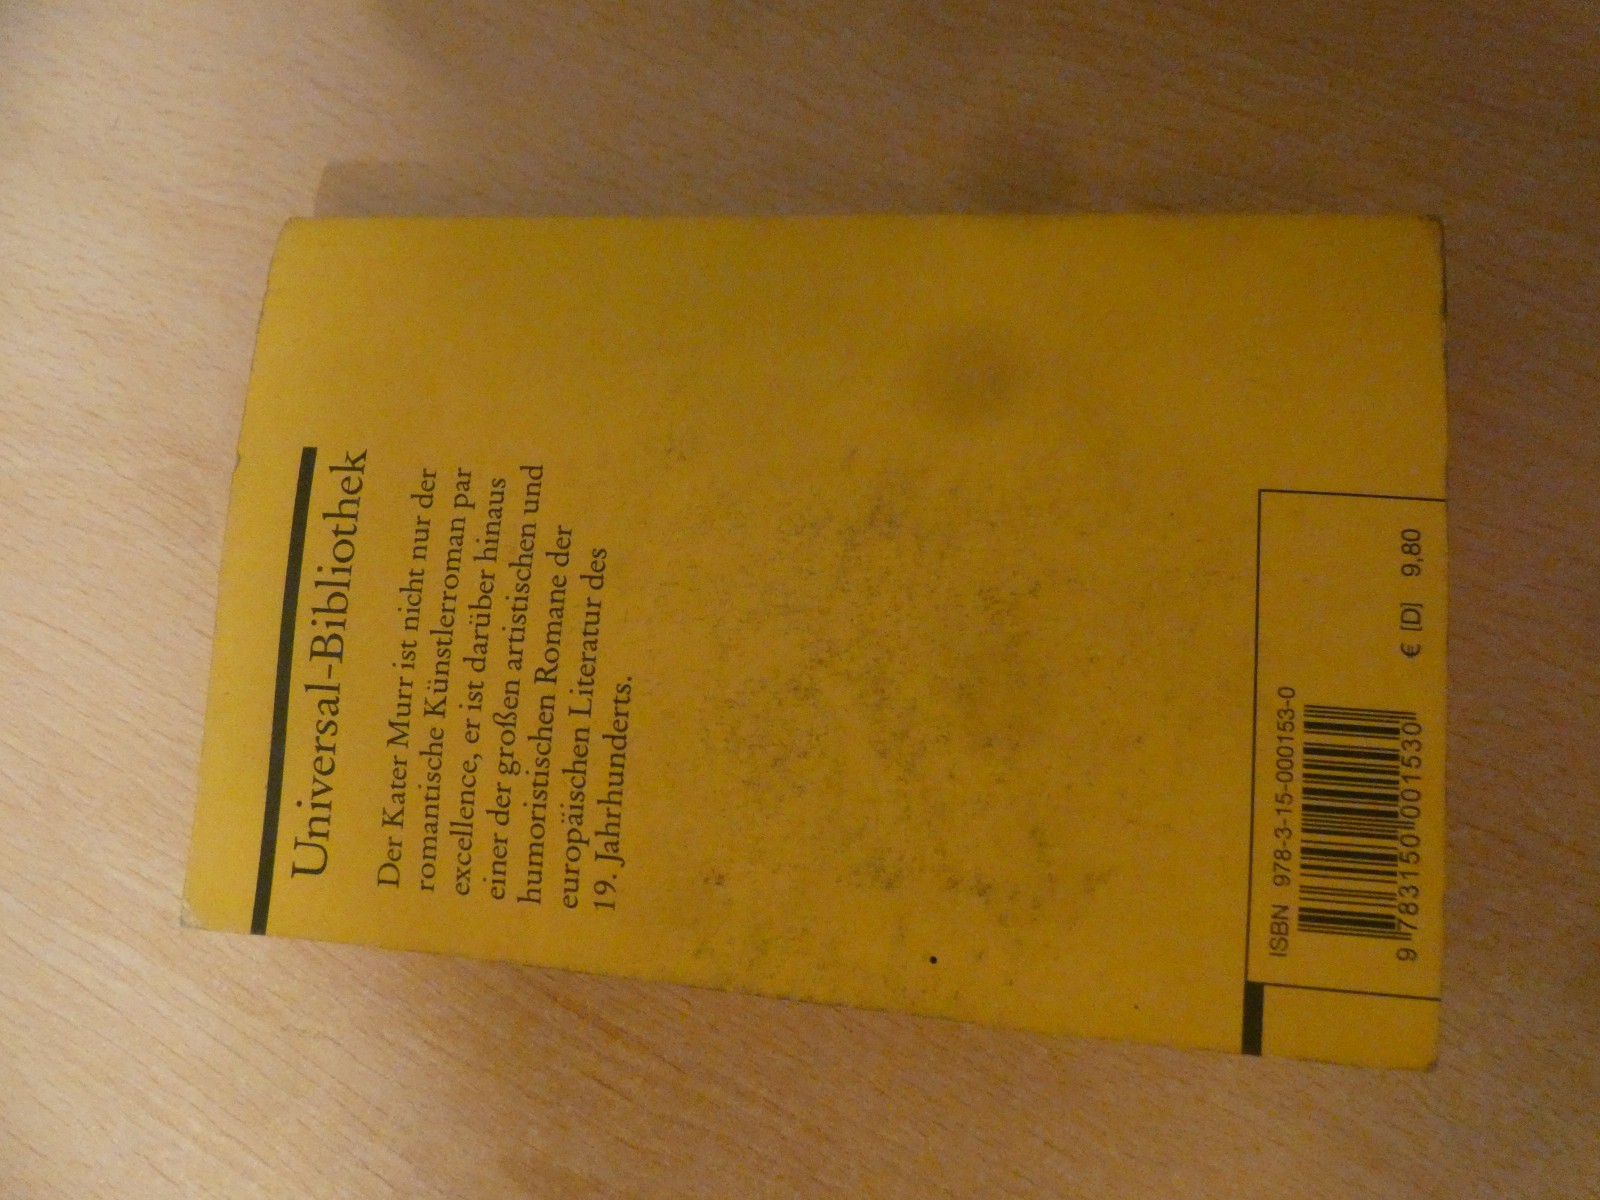 Universal-Bibliothek
Der Kater Murr ist nicht nur der
romantische Künstlerroman par
excellence, er ist darüber hinaus
einer der großen artistischen und
humoristischen Romane der
europäischen Literatur des
19. Jahrhunderts.
ISBN 978-3-15-000153-0
9 783150 001530
€ [D] 9,80